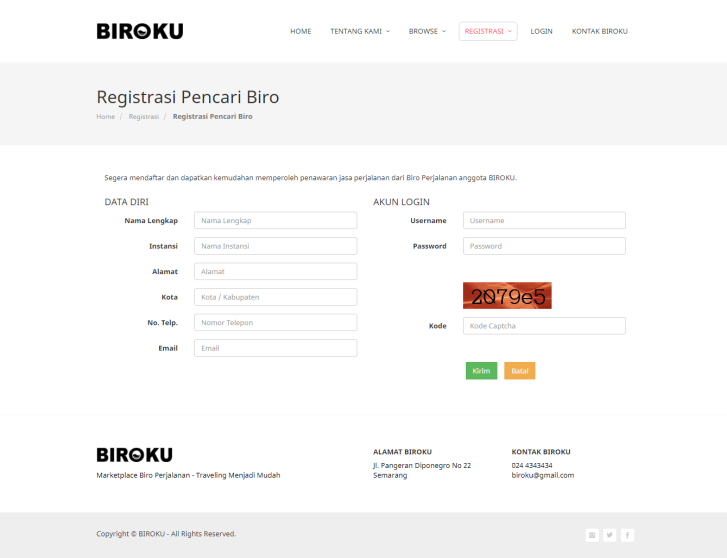 BIROKU
HOME TENTANG KAMI BROWSE REGISTRASI LOGIN KONTAK BIROKU
Registrasi Pencari Biro
Home / Registrasi / Registrasi Pencari Biro
Segera mendaftar dan dapatkan kemudahan memperoleh penawaran jasa perjalanan dari Biro Perjalanan anggota BIROKU.
DATA DIRI
Nama Lengkap Nama Lengkap
Instansi Nama Instansi
Alamat Alamat
Kota Kota / Kabupaten
No. Telp. Nomor Telepon
Email Email
AKUN LOGIN
Username Username
Password Password
2079e5
Kode Kode Captcha
Kirim Batal
BIROKU
Marketplace Biro Perjalanan - Traveling Menjadi Mudah
ALAMAT BIROKU
Jl. Pangeran Diponegro No 22
Semarang
KONTAK BIROKU
024 4343434
biroku@gmail.com
Copyright © BIROKU - All Rights Reserved.